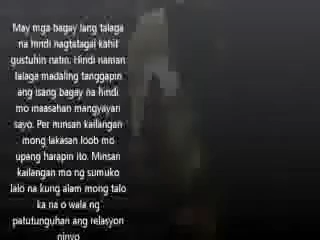 May mga bagay lang talaga
na hindi nagtatagal kahit
gustuhin natin. Hindi naman
talaga madaling tanggapin
ang isang bagay na hindi
mo inaasahan mangyayari
sayo. Per minsan kailangan
mong lakasan loob mo
upang harapin ito. Minsan
kailangan mo ng sumuko
lalo na kung alam mong talo
ka na o wala ng
patutunguhan ang relasyon
ninyo